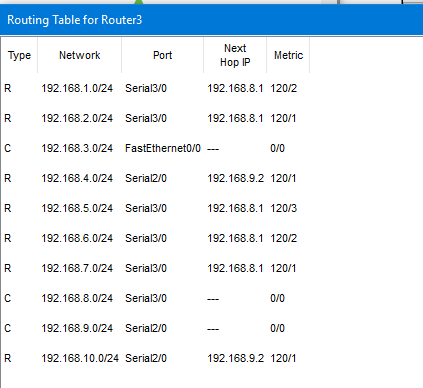 Routing Table for Router3
Type Network Port Next Hop IP Metric
R 192.168.1.0/24 Serial3/0 192.168.8.1 120/2
R 192.168.2.0/24 Serial3/0 192.168.8.1 120/1
C 192.168.3.0/24 FastEthernet0/0 --- 0/0
R 192.168.4.0/24 Serial2/0 192.168.9.2 120/1
R 192.168.5.0/24 Serial3/0 192.168.8.1 120/3
R 192.168.6.0/24 Serial3/0 192.168.8.1 120/2
R 192.168.7.0/24 Serial3/0 192.168.8.1 120/1
C 192.168.8.0/24 Serial3/0 --- 0/0
C 192.168.9.0/24 Serial2/0 --- 0/0
R 192.168.10.0/24 Serial2/0 192.168.9.2 120/1